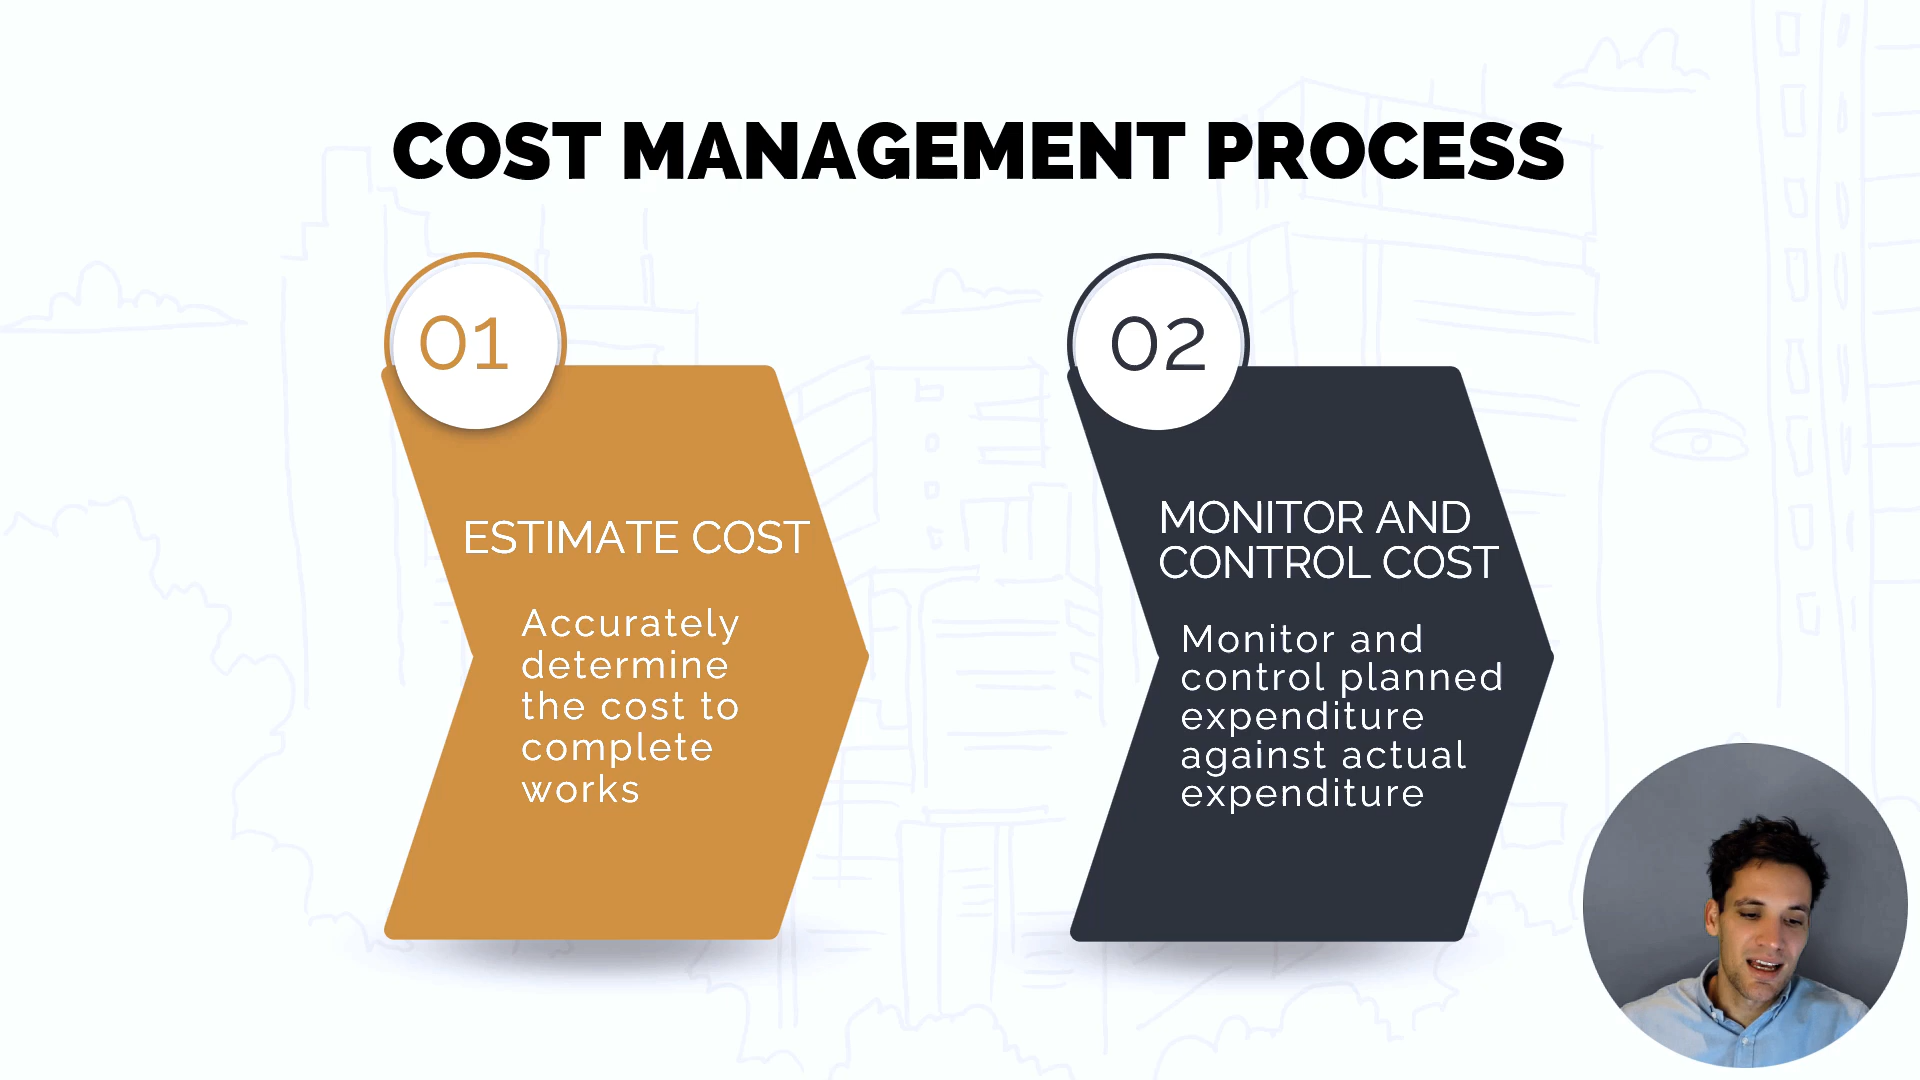 COST MANAGEMENT PROCESS
01
ESTIMATE COST
Accurately
determine
the cost to
complete
works
02
MONITOR AND
CONTROL COST
Monitor and
control planned
expenditure
against actual
expenditure